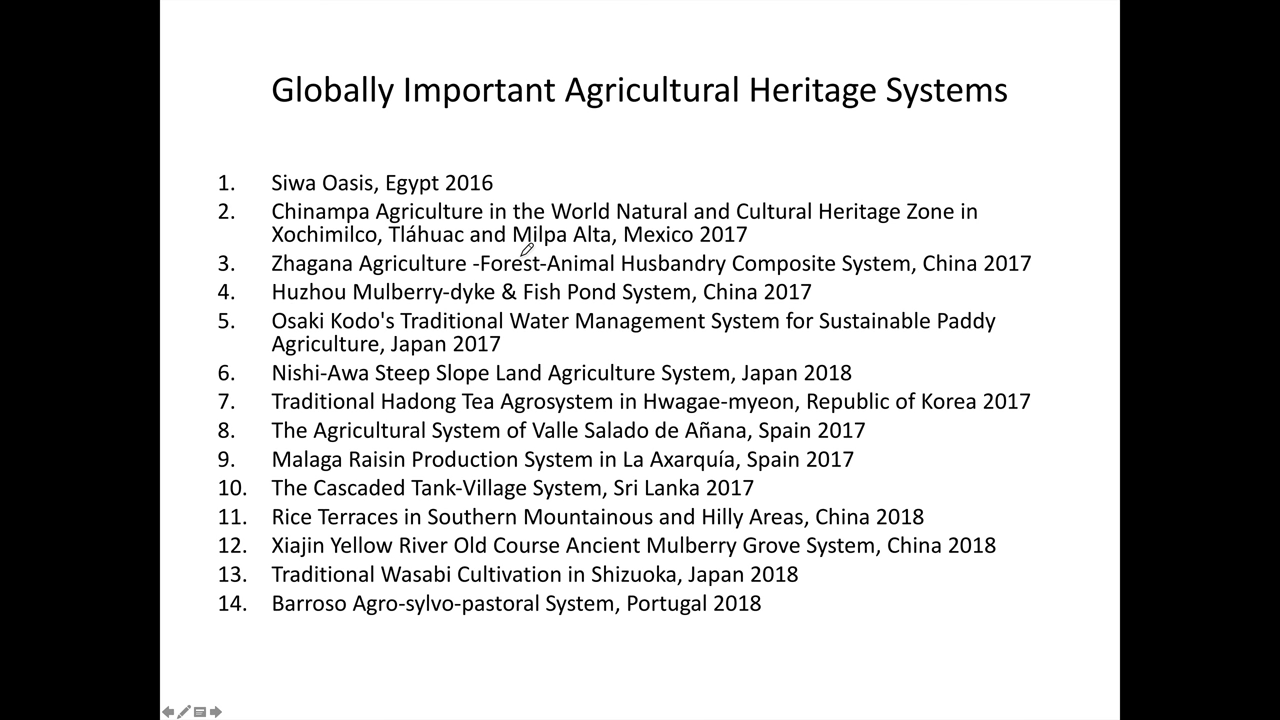 Globally Important Agricultural Heritage Systems
1. Siwa Oasis, Egypt 2016
2. Chinampa Agriculture in the World Natural and Cultural Heritage Zone in
Xochimilco, Tláhuac and Milpa Alta, Mexico 2017
3. Zhagana Agriculture -Forest-Animal Husbandry Composite System, China 2017
4. Huzhou Mulberry-dyke & Fish Pond System, China 2017
5. Osaki Kodo's Traditional Water Management System for Sustainable Paddy
Agriculture, Japan 2017
6. Nishi-Awa Steep Slope Land Agriculture System, Japan 2018
7. Traditional Hadong Tea Agrosystem in Hwagae-myeon, Republic of Korea 2017
8. The Agricultural System of Valle Salado de Añana, Spain 2017
9. Malaga Raisin Production System in La Axarquía, Spain 2017
10. The Cascaded Tank-Village System, Sri Lanka 2017
11. Rice Terraces in Southern Mountainous and Hilly Areas, China 2018
12. Xiajin Yellow River Old Course Ancient Mulberry Grove System, China 2018
13. Traditional Wasabi Cultivation in Shizuoka, Japan 2018
14. Barroso Agro-sylvo-pastoral System, Portugal 2018